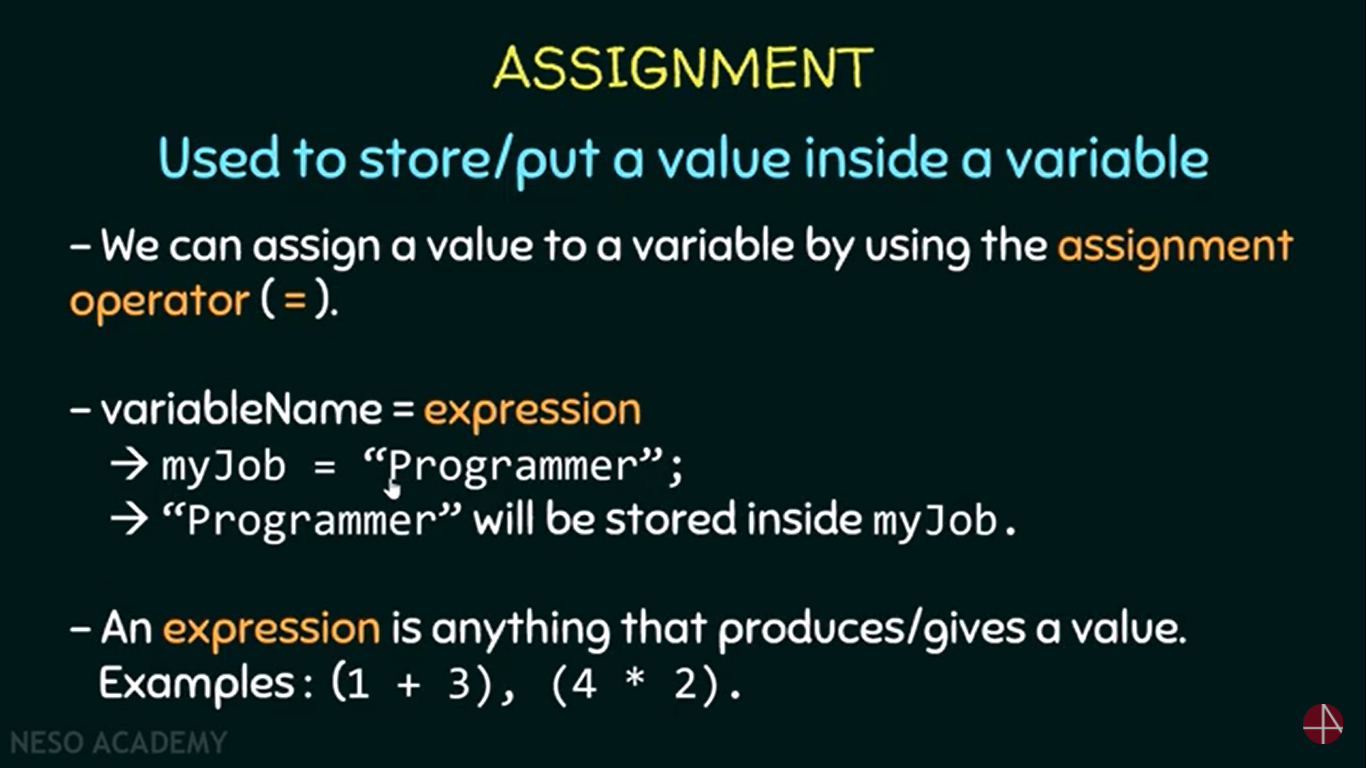 ASSIGNMENT
Used to store/put a value inside a variable
– We can assign a value to a variable by using the assignment
operator ( = ).
– variableName = expression
→ myJob = “Programmer”;
→ “Programmer” will be stored inside myJob.
– An expression is anything that produces/gives a value.
Examples: (1 + 3), (4 * 2).
NESO ACADEMY